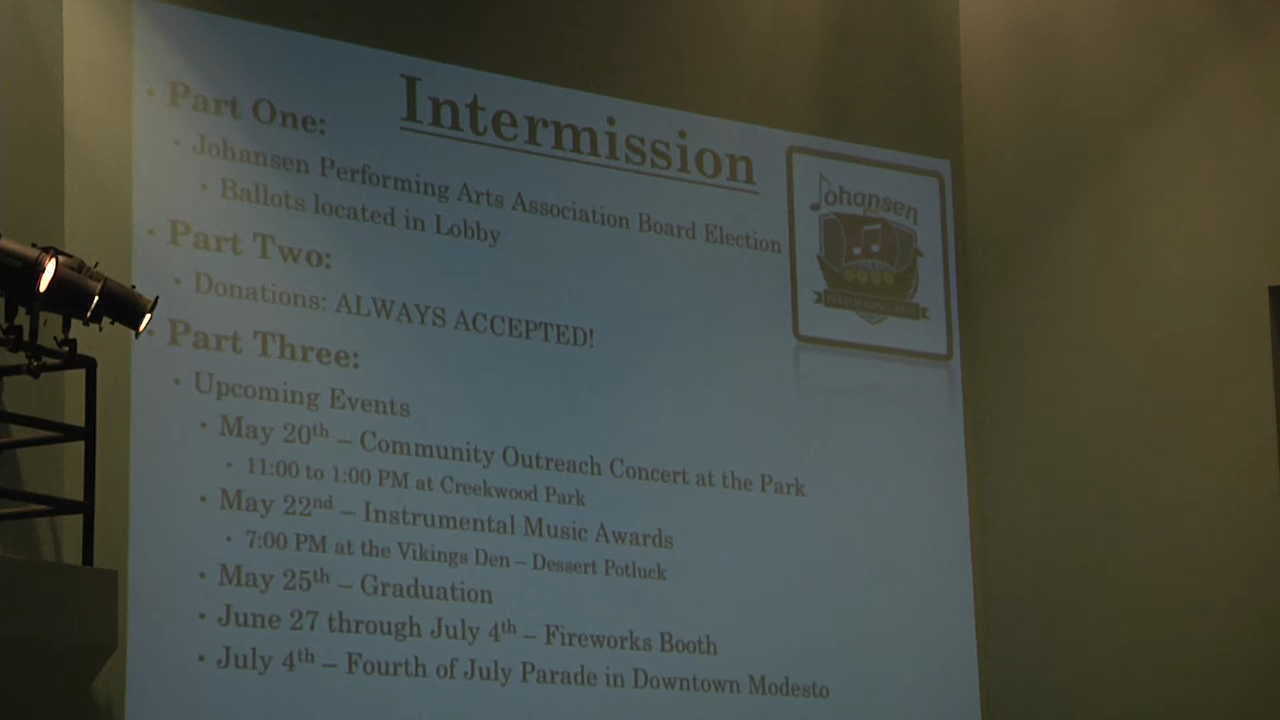 Intermission
• Part One:
• Johansen Performing Arts Association Board Election
• Ballots located in Lobby
• Part Two:
• Donations: ALWAYS ACCEPTED!
• Part Three:
• Upcoming Events
• May 20th – Community Outreach Concert at the Park
• 11:00 to 1:00 PM at Creekwood Park
• May 22nd – Instrumental Music Awards
• 7:00 PM at the Vikings Den – Dessert Potluck
• May 25th – Graduation
• June 27 through July 4th – Fireworks Booth
• July 4th – Fourth of July Parade in Downtown Modesto
Johansen